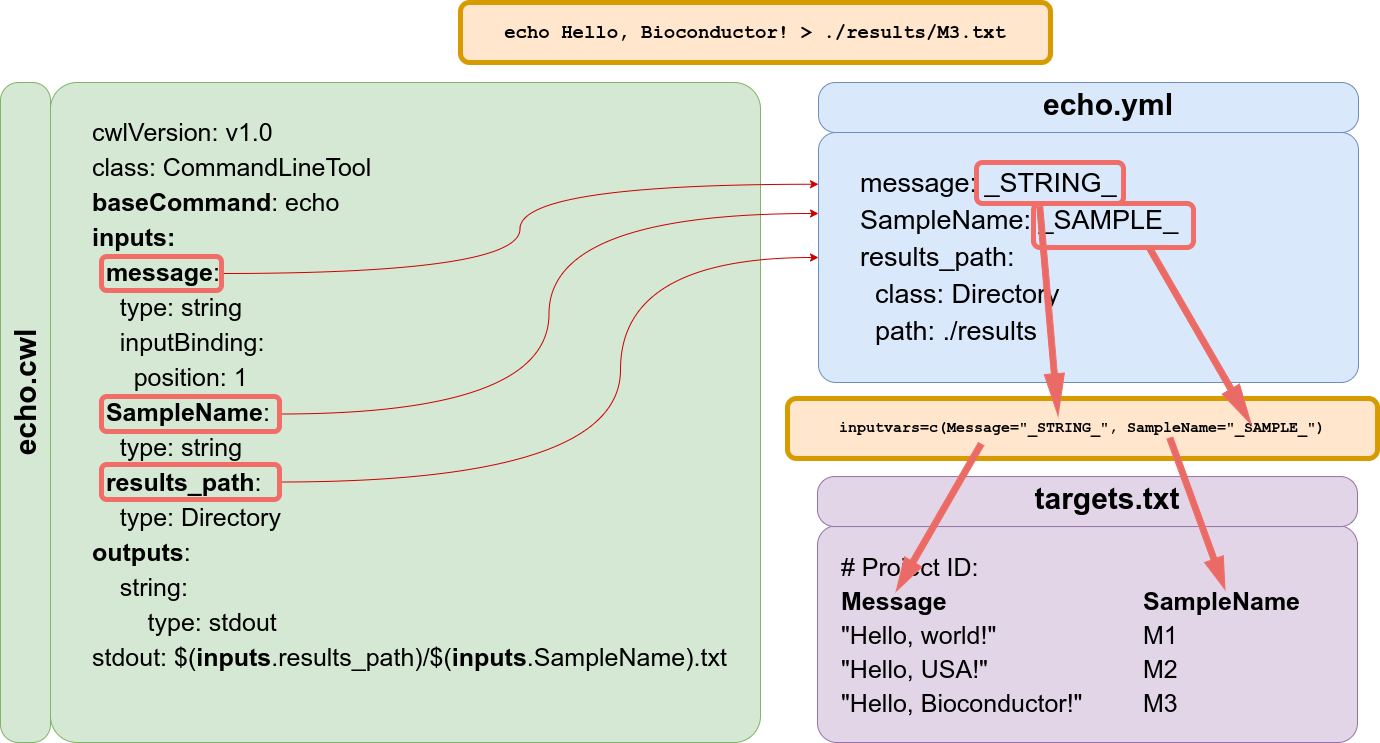 echo Hello, Bioconductor! > ./results/M3.txt
echo.cwl
cwlVersion: v1.0
class: CommandLineTool
baseCommand: echo
inputs:
message:
type: string
inputBinding:
position: 1
SampleName:
type: string
results_path:
type: Directory
outputs:
string:
type: stdout
stdout: $(inputs.results_path)/$(inputs.SampleName).txt
echo.yml
message: _STRING_
SampleName: _SAMPLE_
results_path:
class: Directory
path: ./results
inputvars=c(Message="_STRING_", SampleName="_SAMPLE_")
targets.txt
# Project ID:
Message SampleName
"Hello, world!" M1
"Hello, USA!" M2
"Hello, Bioconductor!" M3